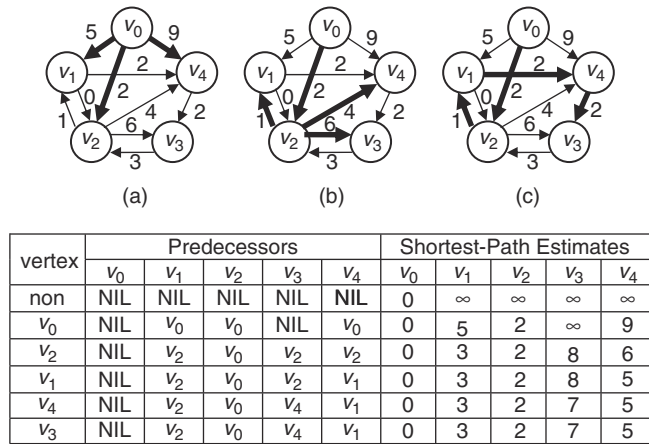 v0
5 9
v1 2 v4
0 2
1 4 2
v2 6 v3
3
(a)
v0
5 9
v1 2 v4
0 2
1 4 2
v2 6 v3
3
(b)
v0
5 9
v1 2 v4
0 2
1 4 2
v2 6 v3
3
(c)
vertex Predecessors Shortest-Path Estimates
v0 v1 v2 v3 v4 v0 v1 v2 v3 v4
non NIL NIL NIL NIL NIL 0 ∞ ∞ ∞ ∞
v0 NIL v0 v0 NIL v0 0 5 2 ∞ 9
v2 NIL v2 v0 v2 v2 0 3 2 8 6
v1 NIL v2 v0 v2 v1 0 3 2 8 5
v4 NIL v2 v0 v4 v1 0 3 2 7 5
v3 NIL v2 v0 v4 v1 0 3 2 7 5